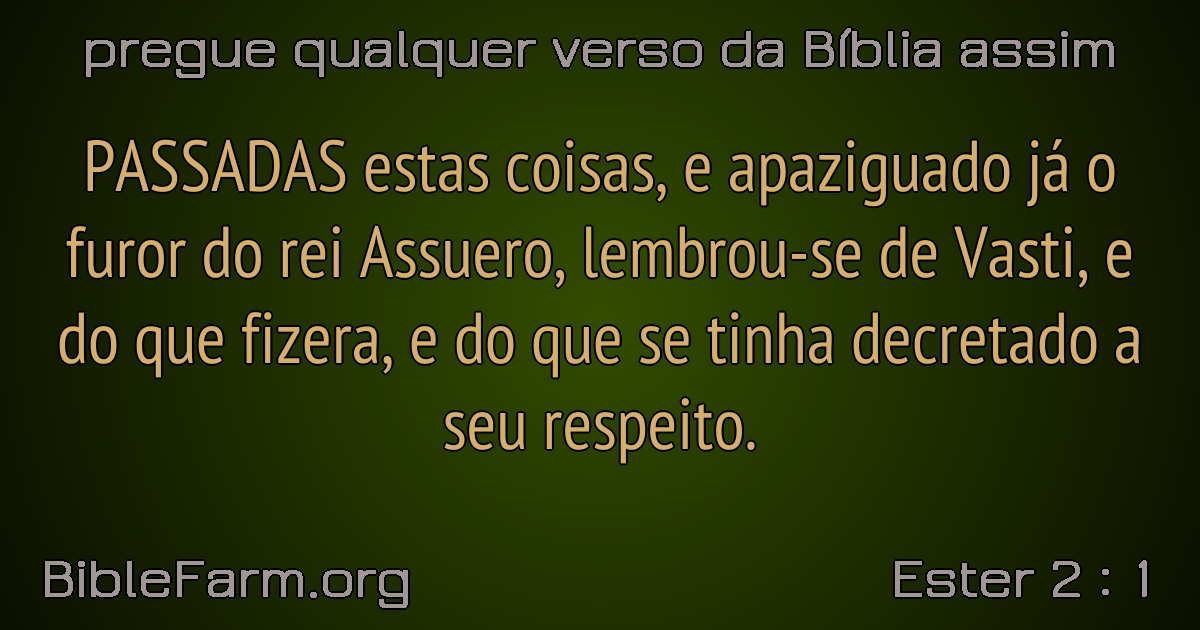 pregue qualquer verso da Bíblia assim
PASSADAS estas coisas, e apaziguado já o
furor do rei Assuero, lembrou-se de Vasti, e
do que fizera, e do que se tinha decretado a
seu respeito.
BibleFarm.org
Ester 2 : 1